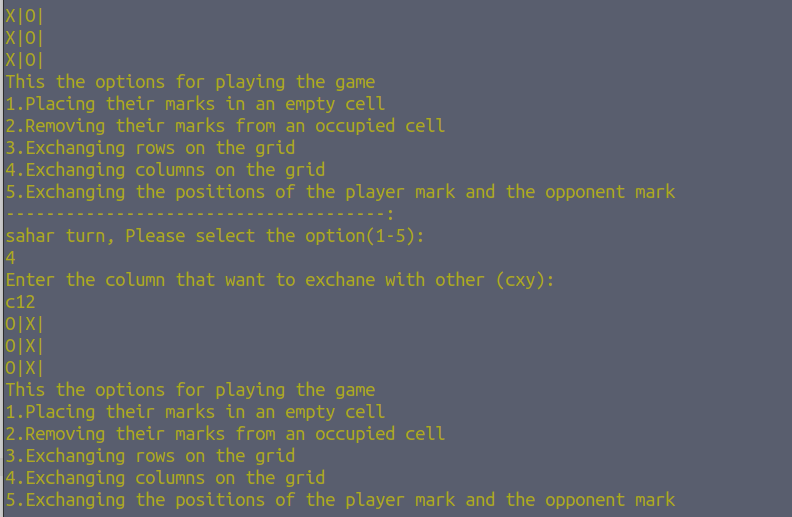 X|O|
X|O|
X|O|
This the options for playing the game
1.Placing their marks in an empty cell
2.Removing their marks from an occupied cell
3.Exchanging rows on the grid
4.Exchanging columns on the grid
5.Exchanging the positions of the player mark and the opponent mark
--------------------------------------:
sahar turn, Please select the option(1-5):
4
Enter the column that want to exchane with other (cxy):
c12
O|X|
O|X|
O|X|
This the options for playing the game
1.Placing their marks in an empty cell
2.Removing their marks from an occupied cell
3.Exchanging rows on the grid
4.Exchanging columns on the grid
5.Exchanging the positions of the player mark and the opponent mark